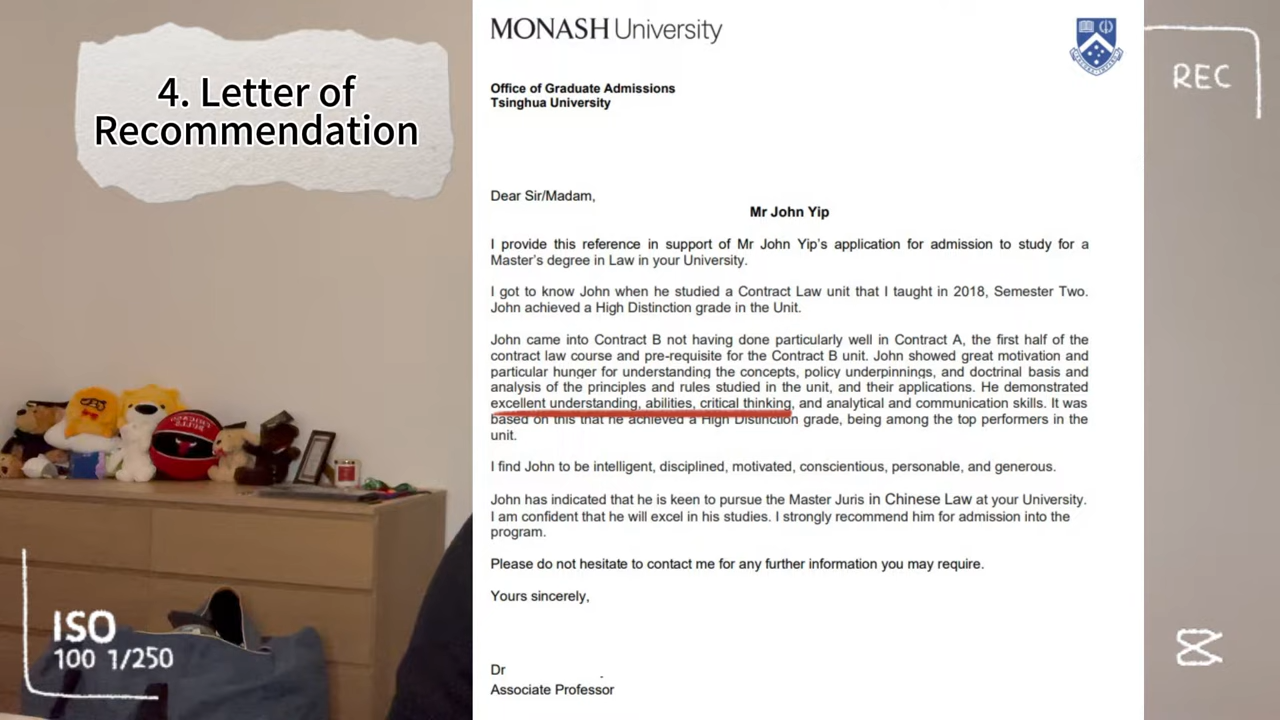 4. Letter of
Recommendation
MONASH University
REC
Office of Graduate Admissions
Tsinghua University
Dear Sir/Madam,
Mr John Yip
I provide this reference in support of Mr John Yip's application for admission to study for a
Master's degree in Law in your University.
I got to know John when he studied a Contract Law unit that I taught in 2018, Semester Two.
John achieved a High Distinction grade in the Unit.
John came into Contract B not having done particularly well in Contract A, the first half of the
contract law course and pre-requisite for the Contract B unit. John showed great motivation and
particular hunger for understanding the concepts, policy underpinnings, and doctrinal basis and
analysis of the principles and rules studied in the unit, and their applications. He demonstrated
excellent understanding, abilities, critical thinking, and analytical and communication skills. It was
based on this that he achieved a High Distinction grade, being among the top performers in the
unit.
I find John to be intelligent, disciplined, motivated, conscientious, personable, and generous.
John has indicated that he is keen to pursue the Master Juris in Chinese Law at your University.
I am confident that he will excel in his studies. I strongly recommend him for admission into the
program.
Please do not hesitate to contact me for any further information you may require.
Yours sincerely,
Dr
Associate Professor
ISO
100 1/250